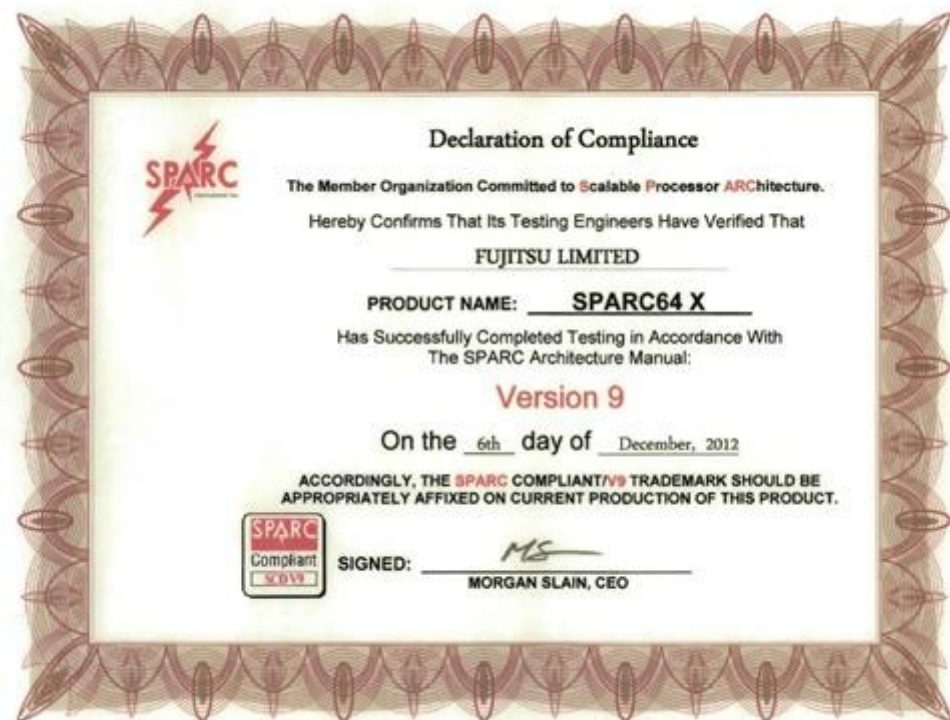 Declaration of Compliance
SPARC
The Member Organization Committed to Scalable Processor ARChitecture.
Hereby Confirms That Its Testing Engineers Have Verified That
FUJITSU LIMITED
PRODUCT NAME: SPARC64 X
Has Successfully Completed Testing in Accordance With
The SPARC Architecture Manual:
Version 9
On the 6th day of December, 2012
ACCORDINGLY, THE SPARC COMPLIANT/V9 TRADEMARK SHOULD BE
APPROPRIATELY AFFIXED ON CURRENT PRODUCTION OF THIS PRODUCT.
SPARC
Compliant
SCD V9
SIGNED: MS
MORGAN SLAIN, CEO